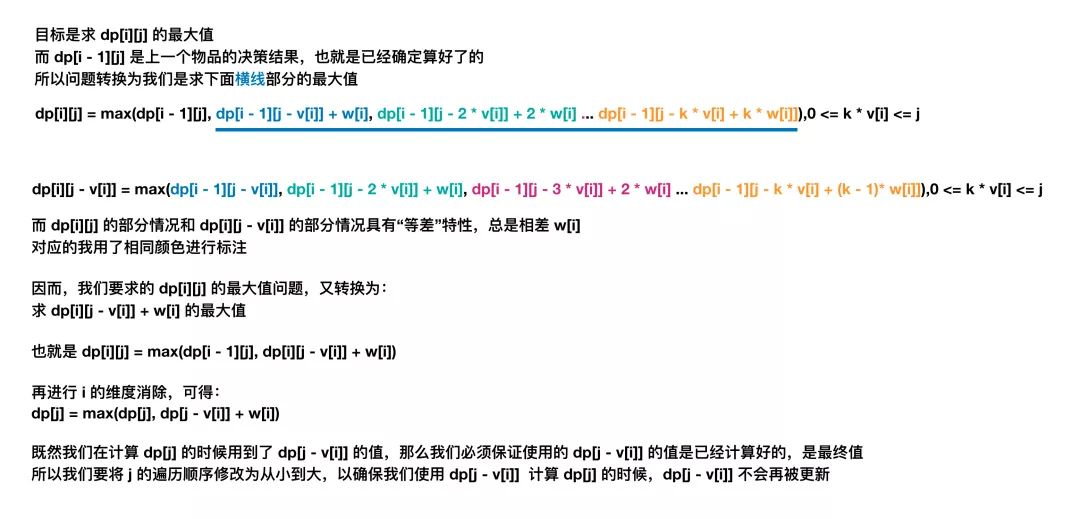 目标是求 dp[i][j] 的最大值
而 dp[i - 1][j] 是上一个物品的决策结果，也就是已经确定算好了的
所以问题转换为我们是求下面横线部分的最大值
dp[i][j] = max(dp[i - 1][j], dp[i - 1][j - v[i]] + w[i], dp[i - 1][j - 2 * v[i]] + 2 * w[i] ... dp[i - 1][j - k * v[i] + k * w[i]]),0 <= k * v[i] <= j
dp[i][j - v[i]] = max(dp[i - 1][j - v[i]], dp[i - 1][j - 2 * v[i]] + w[i], dp[i - 1][j - 3 * v[i]] + 2 * w[i] ... dp[i - 1][j - k * v[i] + (k - 1)* w[i]]),0 <= k * v[i] <= j
而 dp[i][j] 的部分情况和 dp[i][j - v[i]] 的部分情况具有“等差”特性，总是相差 w[i]
对应的我用了相同颜色进行标注
因而，我们要求的 dp[i][j] 的最大值问题，又转换为：
求 dp[i][j - v[i]] + w[i] 的最大值
也就是 dp[i][j] = max(dp[i - 1][j], dp[i][j - v[i]] + w[i])
再进行 i 的维度消除，可得：
dp[j] = max(dp[j], dp[j - v[i]] + w[i])
既然我们在计算 dp[j] 的时候用到了 dp[j - v[i]] 的值，那么我们必须保证使用的 dp[j - v[i]] 的值是已经计算好的，是最终值
所以我们要将 j 的遍历顺序修改为从小到大，以确保我们使用 dp[j - v[i]] 计算 dp[j] 的时候，dp[j - v[i]] 不会再被更新